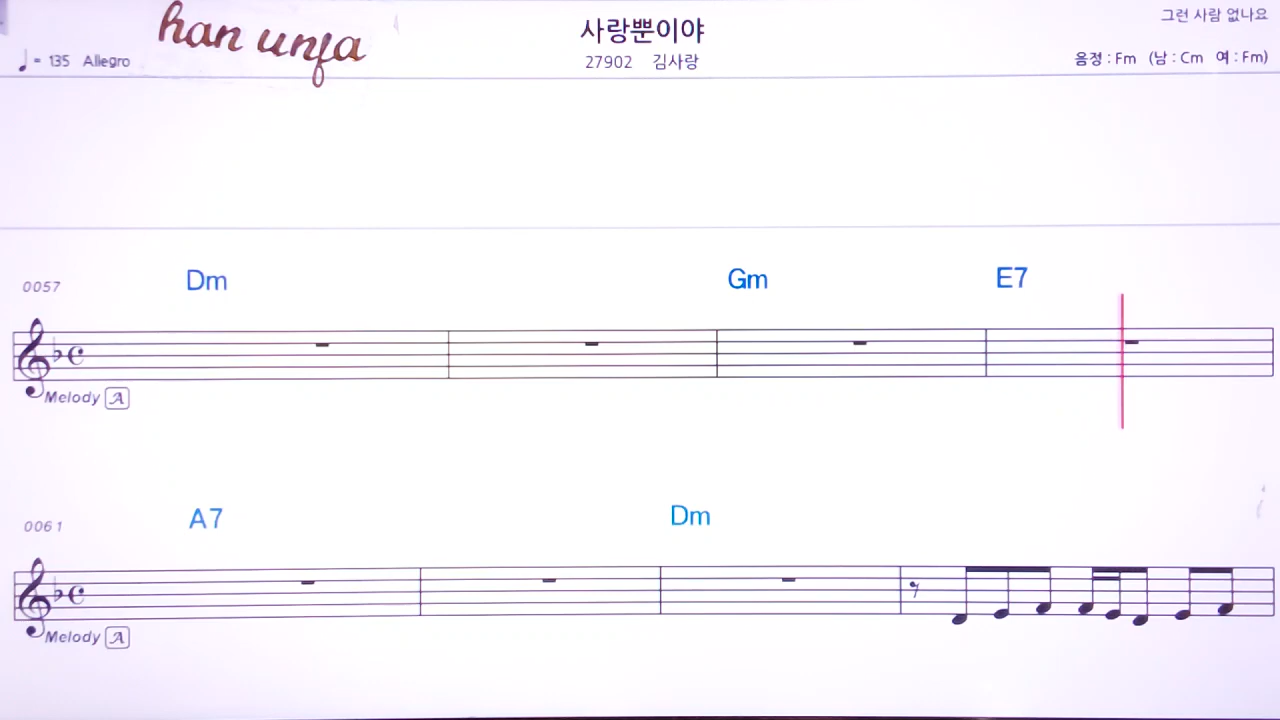 han unfa
사랑뿐이야
그런 사람 없나요
♩= 135 Allegro
27902 김사랑
음정 : Fm (남 : Cm 여 : Fm)
0057
Dm Gm E7
Melody A
0061
A7 Dm
Melody A